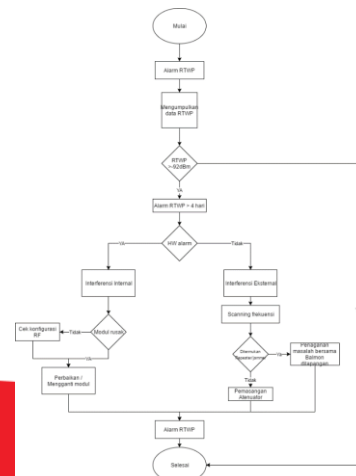 Mulai
Alarm RTWP
Mengumpulkan
data RTWP
RTWP
>-92dBm
YA
Alarm RTWP > 4 hari
HW alarm
YA
Tidak
Interferensi Internal
Interferensi Eksternal
Scanning frekuensi
Cek konfigurasi
RF
Tidak
Modul rusak
YA
Ditemukan
Ya
Penanganan
masalah bersama
Balmon
dilapangan
Perbaikan /
Mengganti modul
Tidak
Pemasangan
Atenuator
Alarm RTWP
Selesai